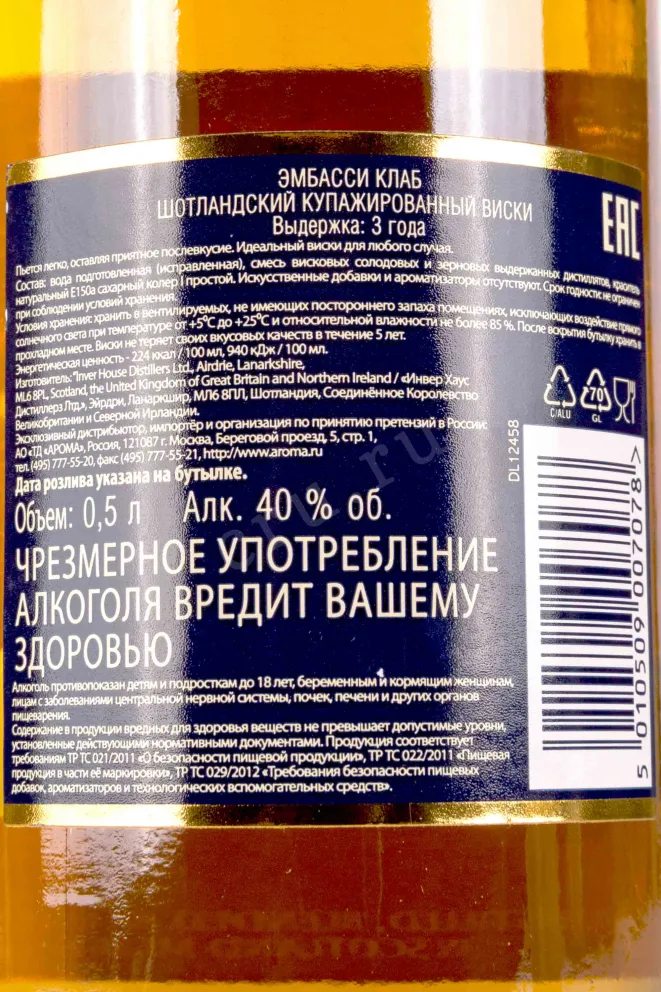 ЭМБАССИ КЛАБ
ШОТЛАНДСКИЙ КУПАЖИРОВАННЫЙ ВИСКИ
Выдержка: 3 года
EAC
Пьется легко, оставляя приятное послевкусие. Идеальный виски для любого случая.
Состав: вода подготовленная (исправленная), смесь висковых солодовых и зерновых выдержанных дистиллятов, краситель
натуральный Е150а сахарный колер I простой. Искусственные добавки и ароматизаторы отсутствуют. Срок годности: не ограничен
при соблюдении условий хранения.
Условия хранения: хранить в вентилируемых, не имеющих постороннего запаха помещениях, исключающих воздействие прямого
солнечного света при температуре от +5⁰С до +25⁰С и относительной влажности не более 85 %. После вскрытия бутылку хранить в
прохладном месте. Виски не теряет своих вкусовых качеств в течение 5 лет.
Энергетическая ценность - 224 ккал / 100 мл, 940 кДж / 100 мл.
Изготовитель: "Inver House Distillers Ltd., Airdrie, Lanarkshire,
ML6 8PL, Scotland, the United Kingdom of Great Britain and Northern Ireland / «Инвер Хаус
Дистиллерз Лтд.», Эйрдри, Ланаркшир, МЛ6 8ПЛ, Шотландия, Соединённое Королевство
Великобритании и Северной Ирландии.
Эксклюзивный дистрибьютор, импортёр и организация по принятию претензий в России:
АО «ТД «АРОМА», Россия, 121087 г. Москва, Береговой проезд, 5, стр. 1,
тел. (495) 777-55-20, факс (495) 777-55-21, http://www.aroma.ru
Дата розлива указана на бутылке.
Объем: 0,5 л Алк. 40 % об.
ЧРЕЗМЕРНОЕ УПОТРЕБЛЕНИЕ
АЛКОГОЛЯ ВРЕДИТ ВАШЕМУ
ЗДОРОВЬЮ
Алкоголь противопоказан детям и подросткам до 18 лет, беременным и кормящим женщинам,
лицам с заболеваниями центральной нервной системы, почек, печени и других органов
пищеварения.
Содержание в продукции вредных для здоровья веществ не превышает допустимые уровни,
установленные действующими нормативными документами. Продукция соответствует
требованиям ТР ТС 021/2011 «О безопасности пищевой продукции», ТР ТС 022/2011 «Пищевая
продукция в части её маркировки», ТР ТС 029/2012 «Требования безопасности пищевых
добавок, ароматизаторов и технологических вспомогательных средств».
C/ALU
70
GL
DL12458
5 010509 007078 >